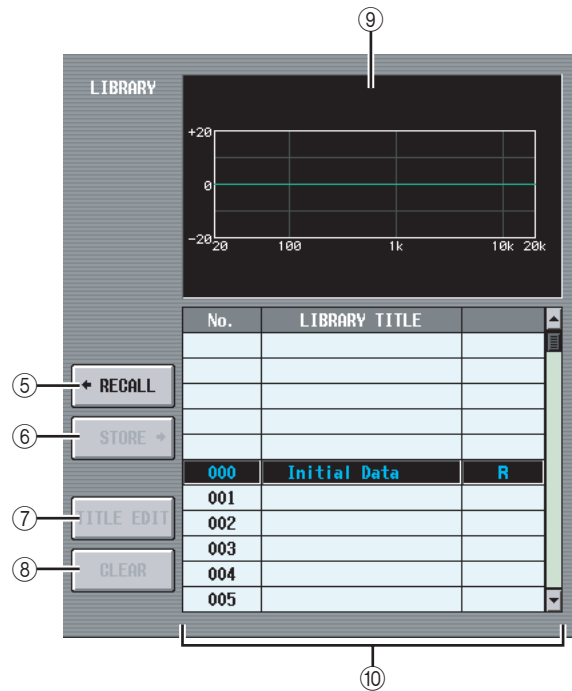 ⑨
LIBRARY
+20
0
-20
20 100 1k 10k 20k
No. LIBRARY TITLE
⑤ RECALL
⑥ STORE
000 Initial Data R
001
⑦ TITLE EDIT
002
003
⑧ CLEAR
004
005
⑩